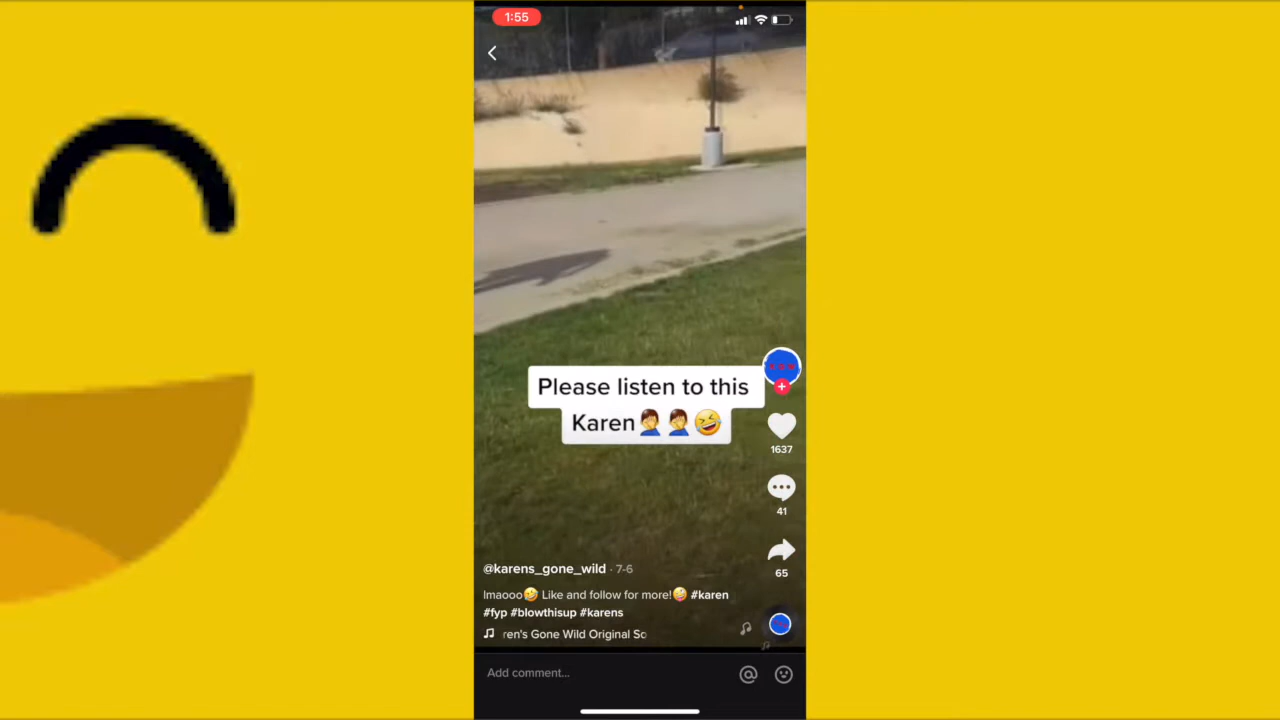 1:55
Please listen to this
Karen🤦🤦🤣
1637
41
65
@karens_gone_wild · 7-6
lmaooo🤣 Like and follow for more!🤪 #karen
#fyp #blowthisup #karens
ren's Gone Wild Original So
Add comment...